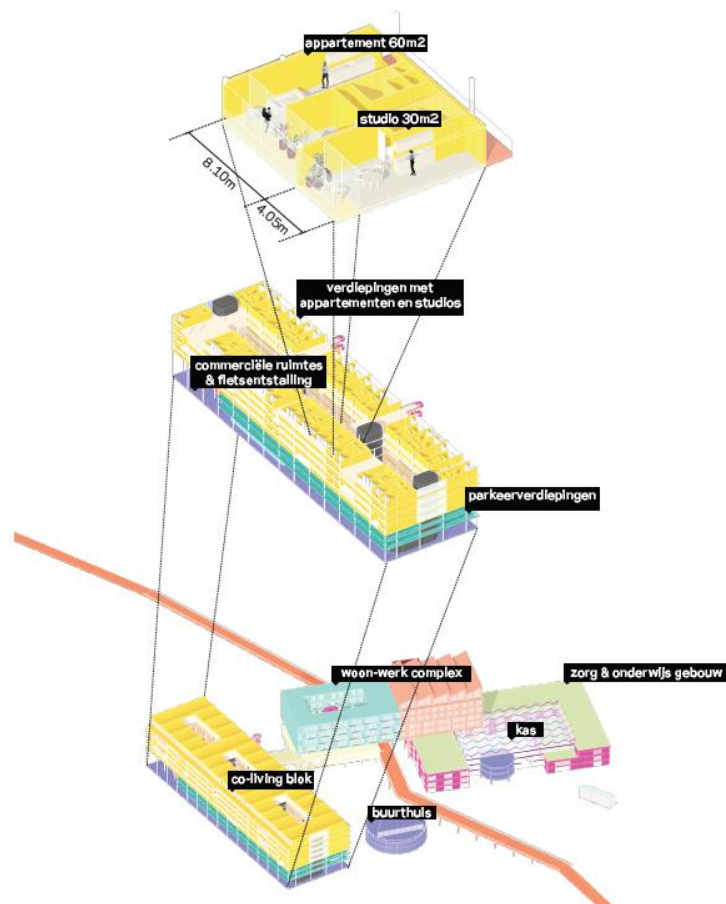 appartement 60m2
studio 30m2
8.10m
4.05m
verdiepingen met
appartementen en studios
commerciële ruimtes
& fietsentstalling
parkeerverdiepingen
woon-werk complex
zorg & onderwijs gebouw
kas
co-living blok
buurthuis